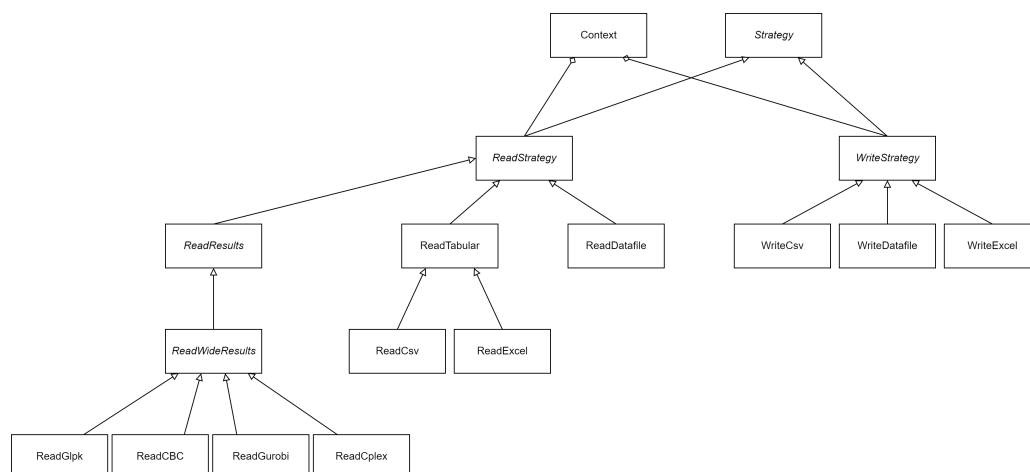 Context
Strategy
ReadStrategy
WriteStrategy
ReadResults
ReadTabular
ReadDatafile
WriteCsv
WriteDatafile
WriteExcel
ReadWideResults
ReadCsv
ReadExcel
ReadGlpk
ReadCBC
ReadGurobi
ReadCplex